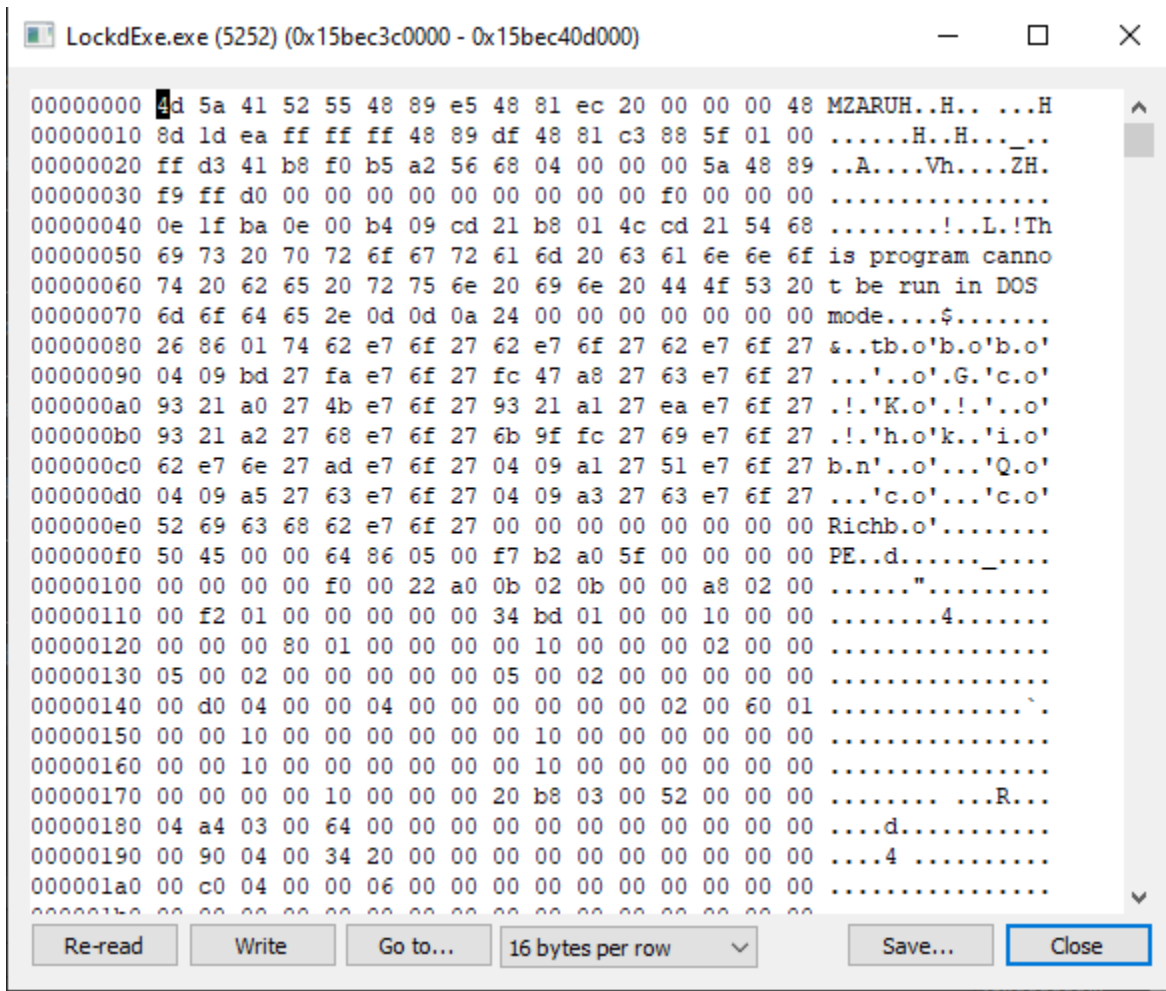 LockdExe.exe (5252) (0x15bec3c0000 - 0x15bec40d000)
00000000 4d 5a 41 52 55 48 89 e5 48 81 ec 20 00 00 00 48 MZARUH..H.. ...H
00000010 8d 1d ea ff ff ff 48 89 df 48 81 c3 88 5f 01 00 ......H..H..._..
00000020 ff d3 41 b8 f0 b5 a2 56 68 04 00 00 00 5a 48 89 ..A....Vh....ZH.
00000030 f9 ff d0 00 00 00 00 00 00 00 00 00 f0 00 00 00 ................
00000040 0e 1f ba 0e 00 b4 09 cd 21 b8 01 4c cd 21 54 68 ........!..L.!Th
00000050 69 73 20 70 72 6f 67 72 61 6d 20 63 61 6e 6e 6f is program canno
00000060 74 20 62 65 20 72 75 6e 20 69 6e 20 44 4f 53 20 t be run in DOS
00000070 6d 6f 64 65 2e 0d 0d 0a 24 00 00 00 00 00 00 00 mode....$.......
00000080 26 86 01 74 62 e7 6f 27 62 e7 6f 27 62 e7 6f 27 &..tb.o'b.o'b.o'
00000090 04 09 bd 27 fa e7 6f 27 fc 47 a8 27 63 e7 6f 27 ...'..o'.G.'c.o'
000000a0 93 21 a0 27 4b e7 6f 27 93 21 a1 27 ea e7 6f 27 .!.'K.o'.!.'..o'
000000b0 93 21 a2 27 68 e7 6f 27 6b 9f fc 27 69 e7 6f 27 .!.'h.o'k..'i.o'
000000c0 62 e7 6e 27 ad e7 6f 27 04 09 a1 27 51 e7 6f 27 b.n'..o'...'Q.o'
000000d0 04 09 a5 27 63 e7 6f 27 04 09 a3 27 63 e7 6f 27 ...'c.o'...'c.o'
000000e0 52 69 63 68 62 e7 6f 27 00 00 00 00 00 00 00 00 Richb.o'........
000000f0 50 45 00 00 64 86 05 00 f7 b2 a0 5f 00 00 00 00 PE..d......_....
00000100 00 00 00 00 f0 00 22 a0 0b 02 0b 00 00 a8 02 00 ......".........
00000110 00 f2 01 00 00 00 00 00 34 bd 01 00 00 10 00 00 ........4.......
00000120 00 00 00 80 01 00 00 00 00 10 00 00 00 02 00 00 ................
00000130 05 00 02 00 00 00 00 00 05 00 02 00 00 00 00 00 ................
00000140 00 d0 04 00 00 04 00 00 00 00 00 00 02 00 60 01 ..............`.
00000150 00 00 10 00 00 00 00 00 00 10 00 00 00 00 00 00 ................
00000160 00 00 10 00 00 00 00 00 00 10 00 00 00 00 00 00 ................
00000170 00 00 00 00 10 00 00 00 20 b8 03 00 52 00 00 00 ........ ...R...
00000180 04 a4 03 00 64 00 00 00 00 00 00 00 00 00 00 00 ....d...........
00000190 00 90 04 00 34 20 00 00 00 00 00 00 00 00 00 00 ....4 ..........
000001a0 00 c0 04 00 00 06 00 00 00 00 00 00 00 00 00 00 ................
Re-read Write Go to... 16 bytes per row Save... Close